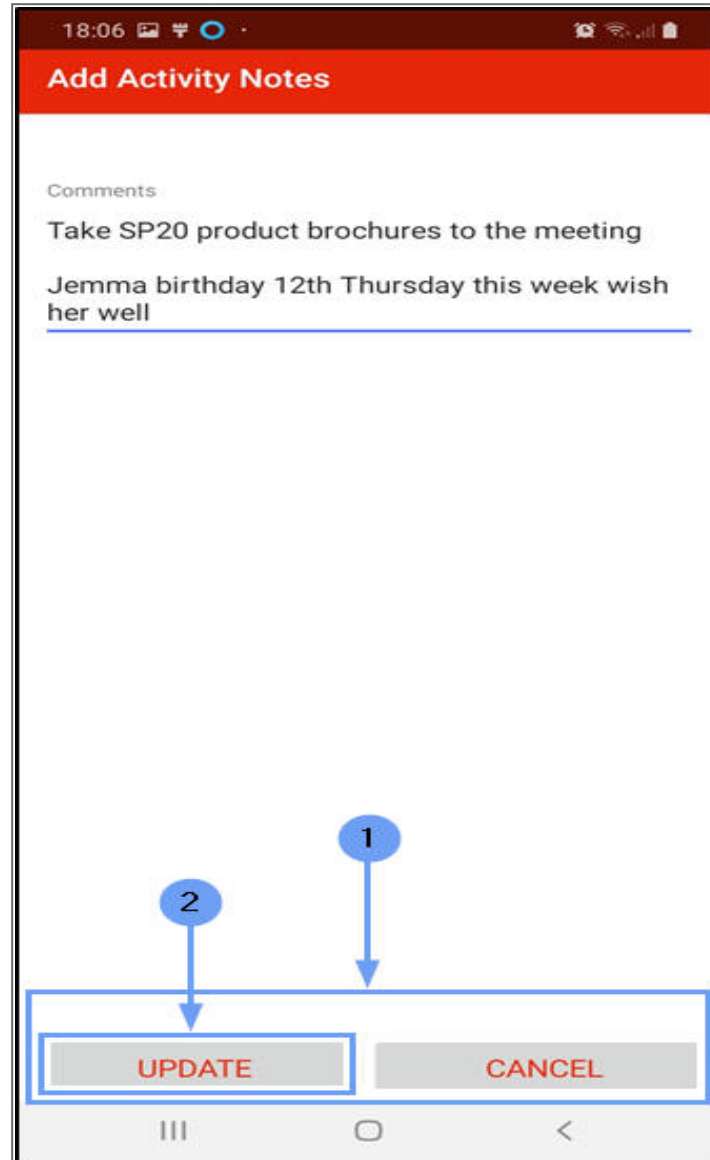 18:06
Add Activity Notes
Comments
Take SP20 product brochures to the meeting
Jemma birthday 12th Thursday this week wish
her well
1
2
UPDATE CANCEL